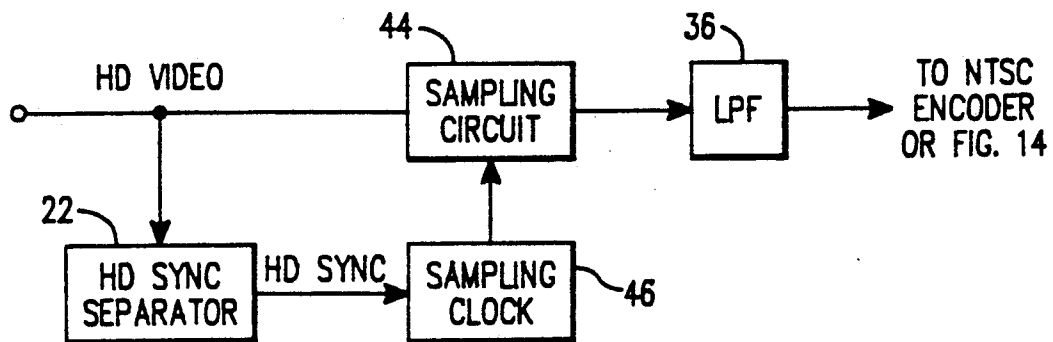 44
36
HD VIDEO
SAMPLING
CIRCUIT
LPF
TO NTSC
ENCODER
OR FIG. 14
22
HD SYNC
SEPARATOR
HD SYNC
SAMPLING
CLOCK
46